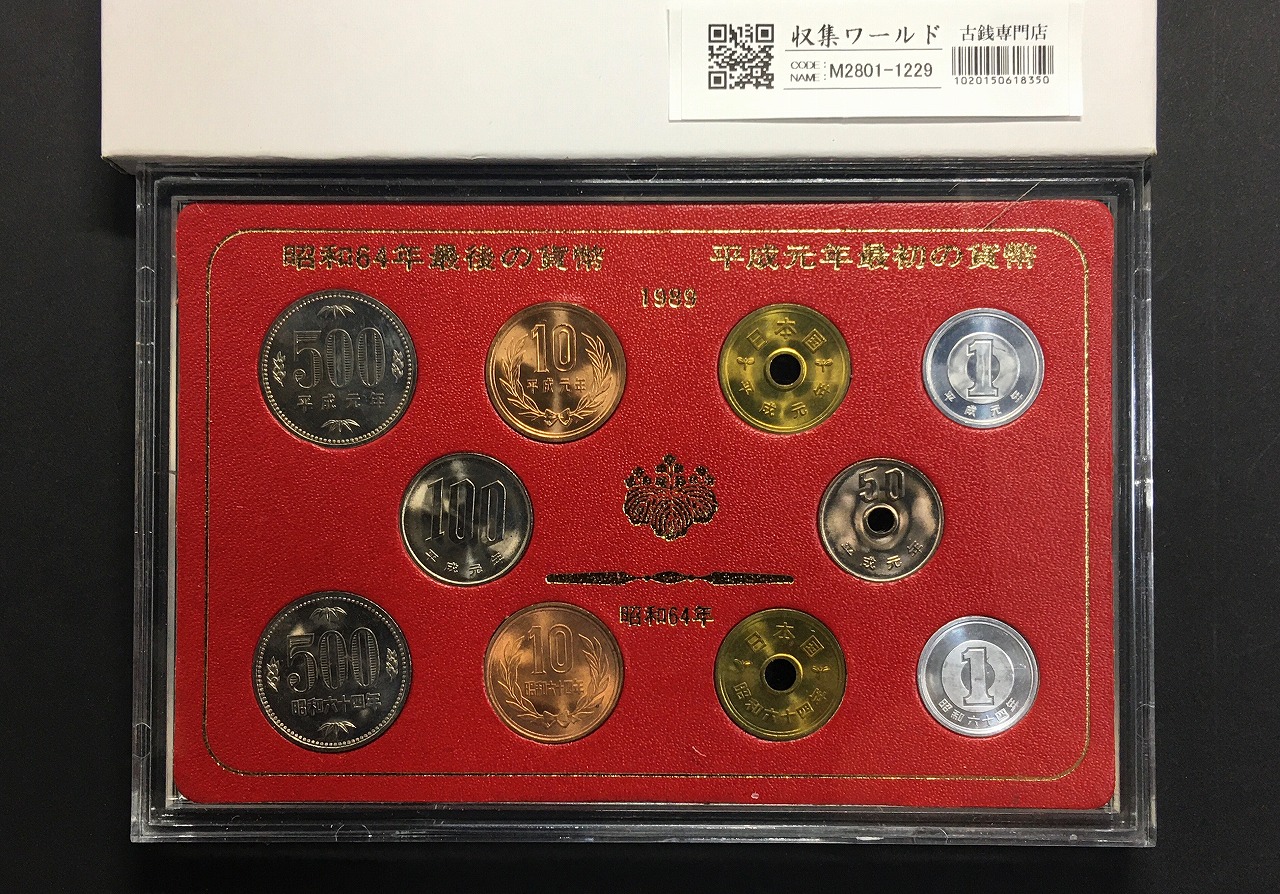 収集ワールド 古銭専門店
CODE:
NAME: M2801-1229
1020150618350
昭和64年最後の貨幣 平成元年最初の貨幣
1989
500
平成元年
10
平成元年
日本国
平成元年
1
平成元年
100
平成元年
50
平成元年
昭和64年
500
昭和六十四年
10
昭和六十四年
日本国
昭和六十四年
1
昭和六十四年